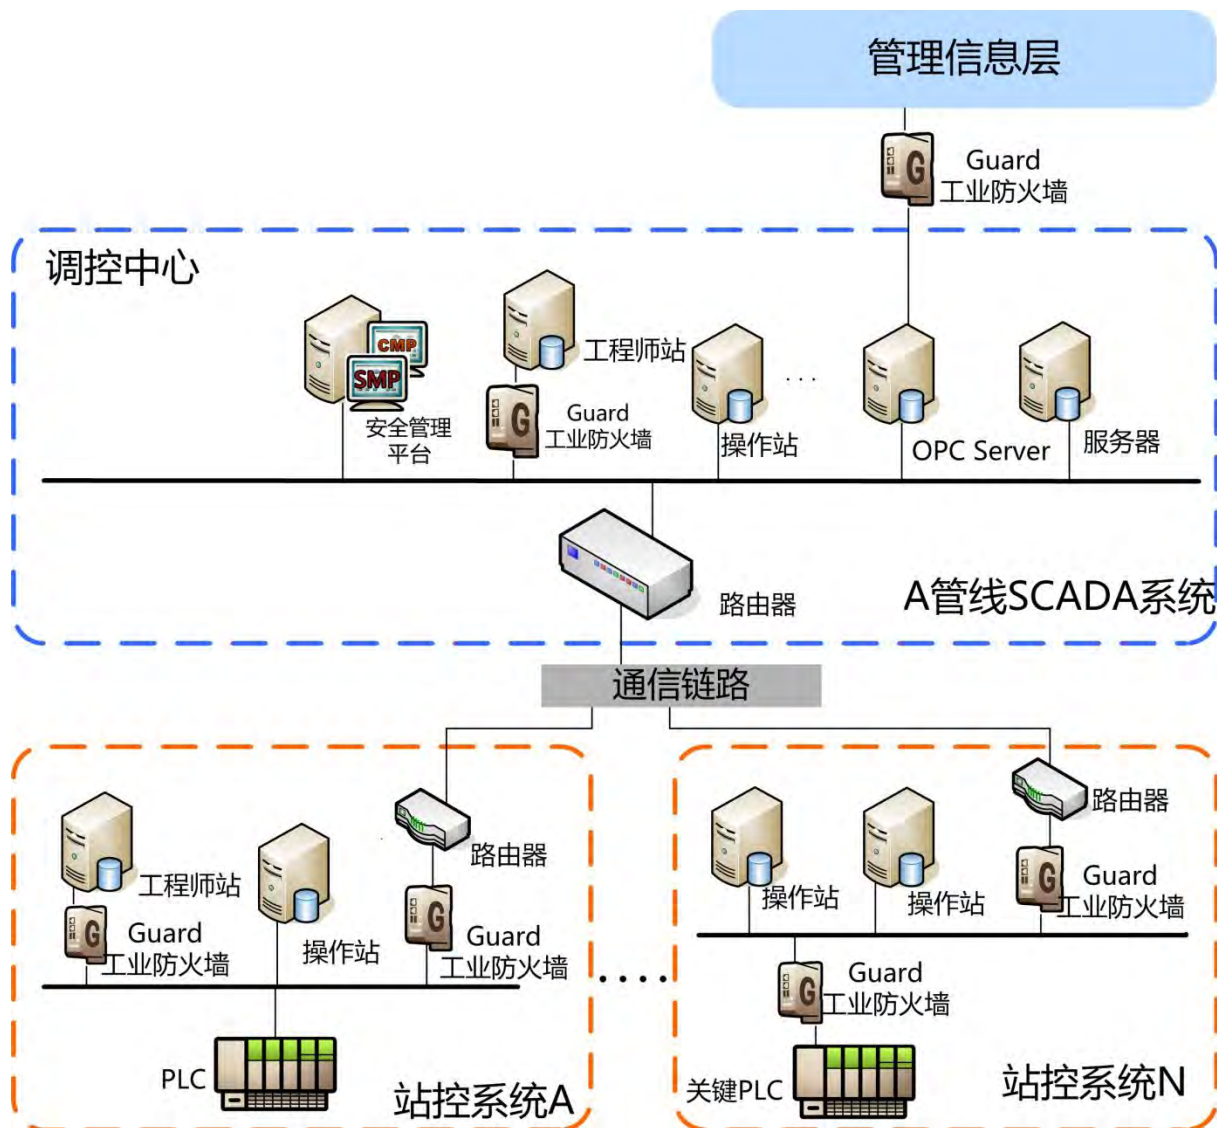 管理信息层
Guard
工业防火墙
调控中心
CMP
SMP
安全管理
平台
工程师站
G
Guard
工业防火墙
G
操作站
...
OPC Server
服务器
路由器
A管线SCADA系统
通信链路
工程师站
G
Guard
工业防火墙
操作站
路由器
G
Guard
工业防火墙
PLC
站控系统A
....
操作站
操作站
路由器
G
Guard
工业防火墙
G
Guard
工业防火墙
关键PLC
站控系统N